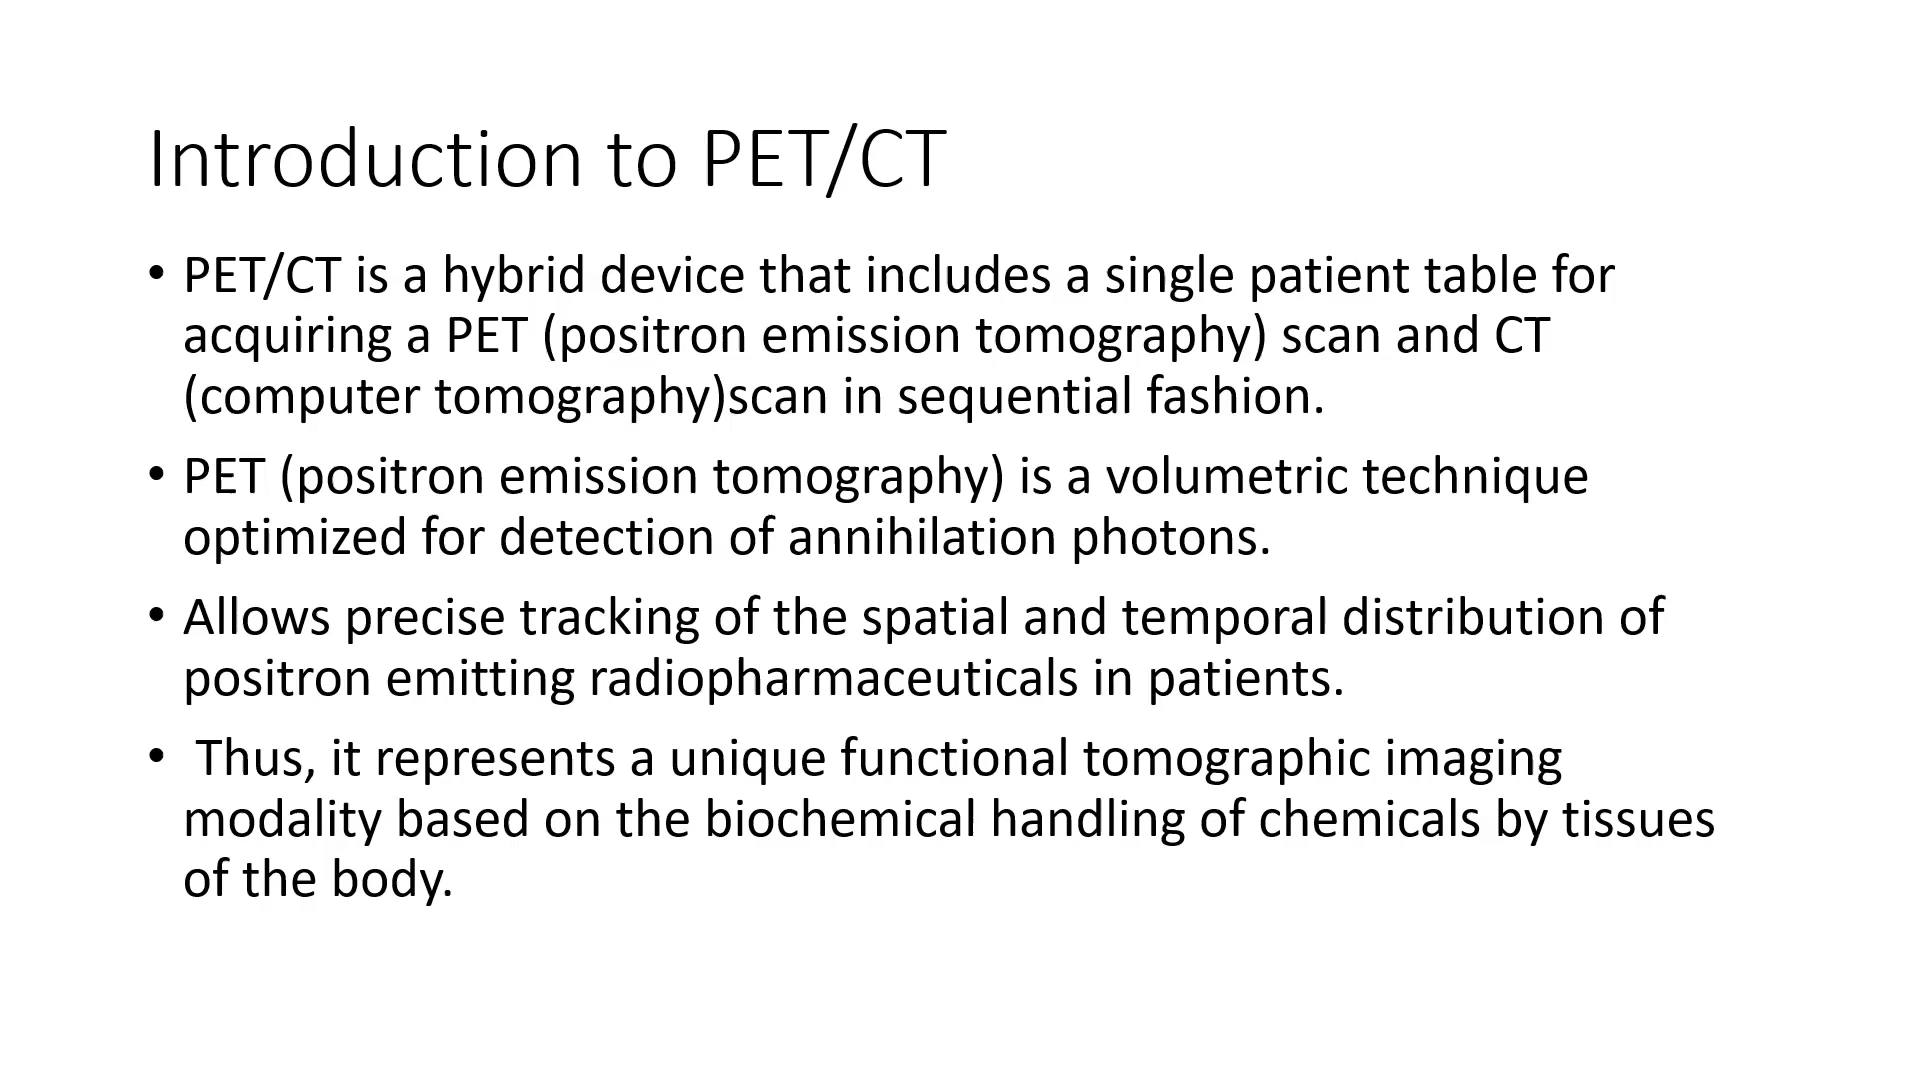 Introduction to PET/CT
• PET/CT is a hybrid device that includes a single patient table for
acquiring a PET (positron emission tomography) scan and CT
(computer tomography)scan in sequential fashion.
• PET (positron emission tomography) is a volumetric technique
optimized for detection of annihilation photons.
• Allows precise tracking of the spatial and temporal distribution of
positron emitting radiopharmaceuticals in patients.
• Thus, it represents a unique functional tomographic imaging
modality based on the biochemical handling of chemicals by tissues
of the body.